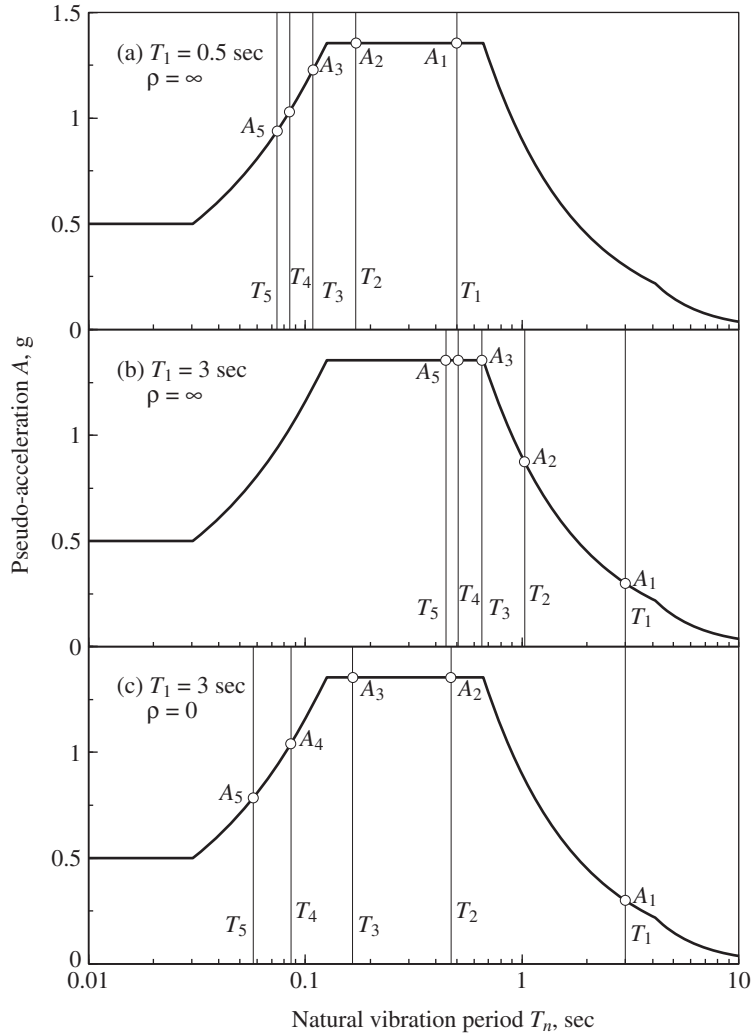 1.5
(a) T₁ = 0.5 sec
ρ = ∞
A₃
A₂
A₁
1
A₅
0.5
T₅
T₄
T₃
T₂
T₁
0
(b) T₁ = 3 sec
ρ = ∞
A₅
A₃
1
A₂
0.5
A₁
T₅
T₄
T₃
T₂
T₁
0
(c) T₁ = 3 sec
ρ = 0
A₃
A₂
1
A₄
A₅
0.5
A₁
T₅
T₄
T₃
T₂
T₁
0
0.01
0.1
1
10
Natural vibration period Tₙ, sec
Pseudo-acceleration A, g